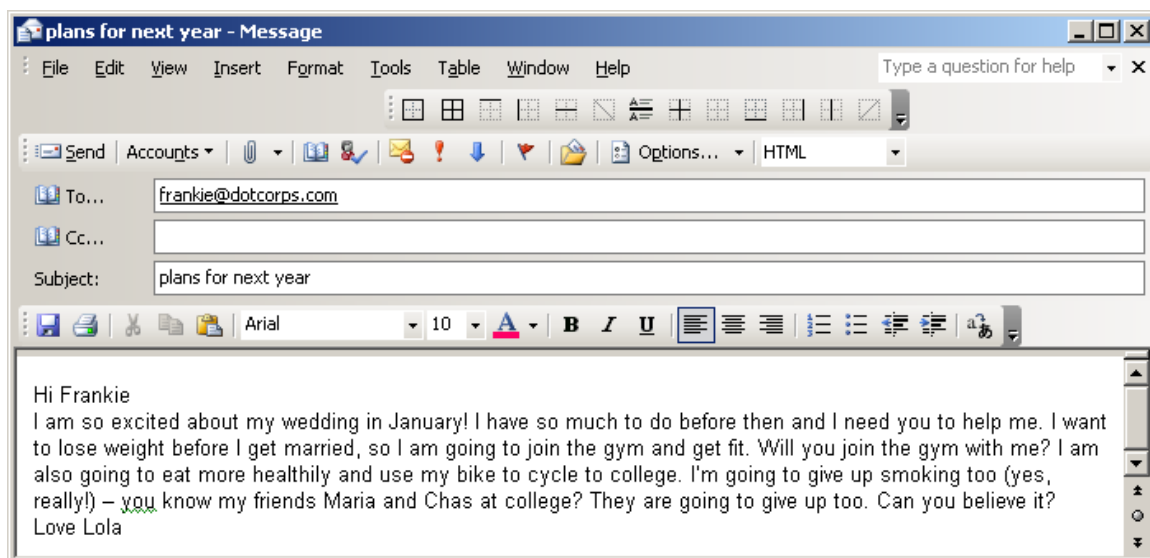 plans for next year - Message
File Edit View Insert Format Tools Table Window Help Type a question for help
Send Accounts Options... HTML
To... frankie@dotcorps.com
Cc...
Subject: plans for next year
Arial 10 A B I U
Hi Frankie
I am so excited about my wedding in January! I have so much to do before then and I need you to help me. I want
to lose weight before I get married, so I am going to join the gym and get fit. Will you join the gym with me? I am
also going to eat more healthily and use my bike to cycle to college. I'm going to give up smoking too (yes,
really!) – you know my friends Maria and Chas at college? They are going to give up too. Can you believe it?
Love Lola